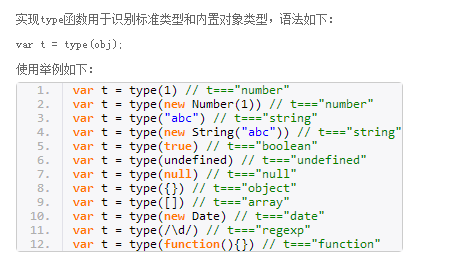 实现type函数用于识别标准类型和内置对象类型，语法如下：
var t = type(obj);
使用举例如下：
1. var t = type(1) // t==="number"
2. var t = type(new Number(1)) // t==="number"
3. var t = type("abc") // t==="string"
4. var t = type(new String("abc")) // t==="string"
5. var t = type(true) // t==="boolean"
6. var t = type(undefined) // t==="undefined"
7. var t = type(null) // t==="null"
8. var t = type({}) // t==="object"
9. var t = type([]) // t==="array"
10. var t = type(new Date) // t==="date"
11. var t = type(/\d/) // t==="regexp"
12. var t = type(function(){}) // t==="function"